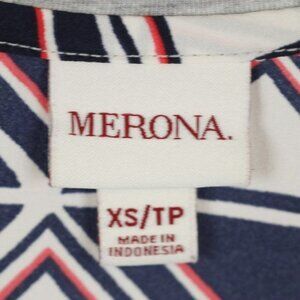 MERONA.
XS/TP
MADE IN
INDONESIA